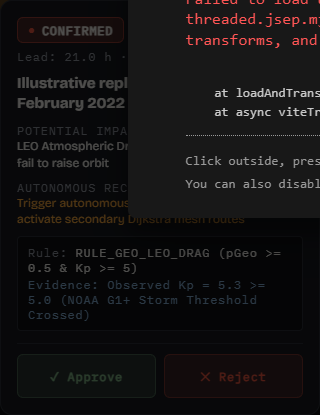 Failed to load
threaded.jsep.mj
transforms, and
at loadAndTrans
at async viteTr
Click outside, pres
You can also disabl
• CONFIRMED
Lead: 21.0 h ·
Illustrative repl
February 2022
POTENTIAL IMPA
LEO Atmospheric Dr
fail to raise orbit
AUTONOMOUS REC
Trigger autonomous
activate secondary Dijkstra mesh routes
Rule: RULE_GEO_LEO_DRAG (pGeo >=
0.5 & Kp >= 5)
Evidence: Observed Kp = 5.3 >=
5.0 (NOAA G1+ Storm Threshold
Crossed)
✓ Approve
✕ Reject